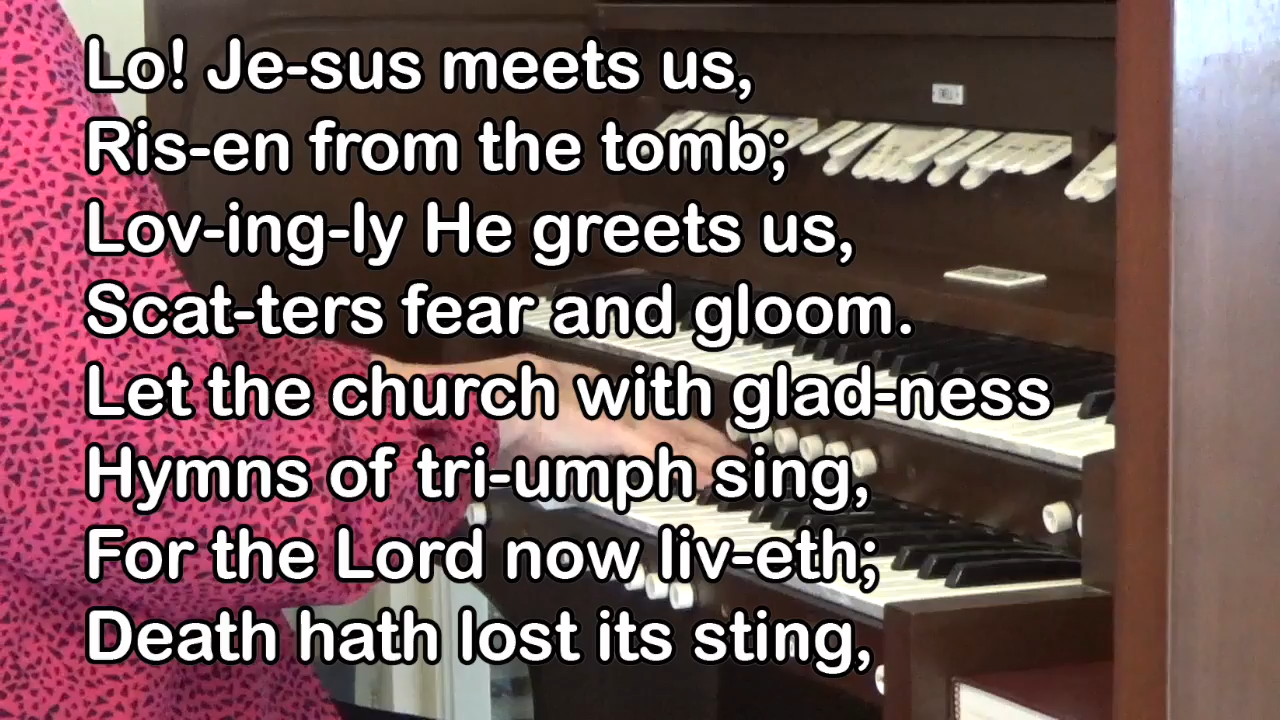 Lo! Je-sus meets us,
Ris-en from the tomb;
Lov-ing-ly He greets us,
Scat-ters fear and gloom.
Let the church with glad-ness
Hymns of tri-umph sing,
For the Lord now liv-eth;
Death hath lost its sting,